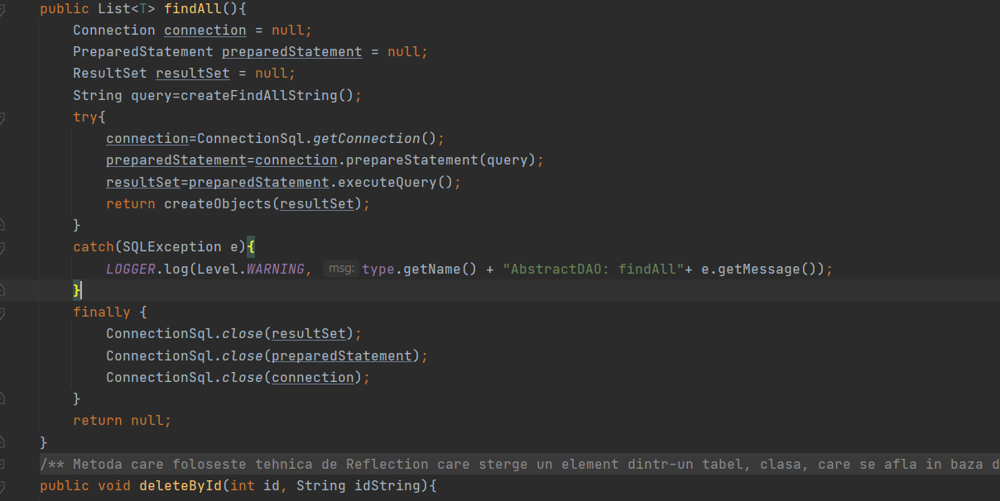 public List<T> findAll(){
Connection connection = null;
PreparedStatement preparedStatement = null;
ResultSet resultSet = null;
String query=createFindAllString();
try{
connection=ConnectionSql.getConnection();
preparedStatement=connection.prepareStatement(query);
resultSet=preparedStatement.executeQuery();
return createObjects(resultSet);
}
catch(SQLException e){
LOGGER.log(Level.WARNING, msg: type.getName() + "AbstractDAO: findAll"+ e.getMessage());
}
finally {
ConnectionSql.close(resultSet);
ConnectionSql.close(preparedStatement);
ConnectionSql.close(connection);
}
return null;
}
/** Metoda care foloseste tehnica de Reflection care sterge un element dintr-un tabel, clasa, care se afla in baza d
public void deleteById(int id, String idString){